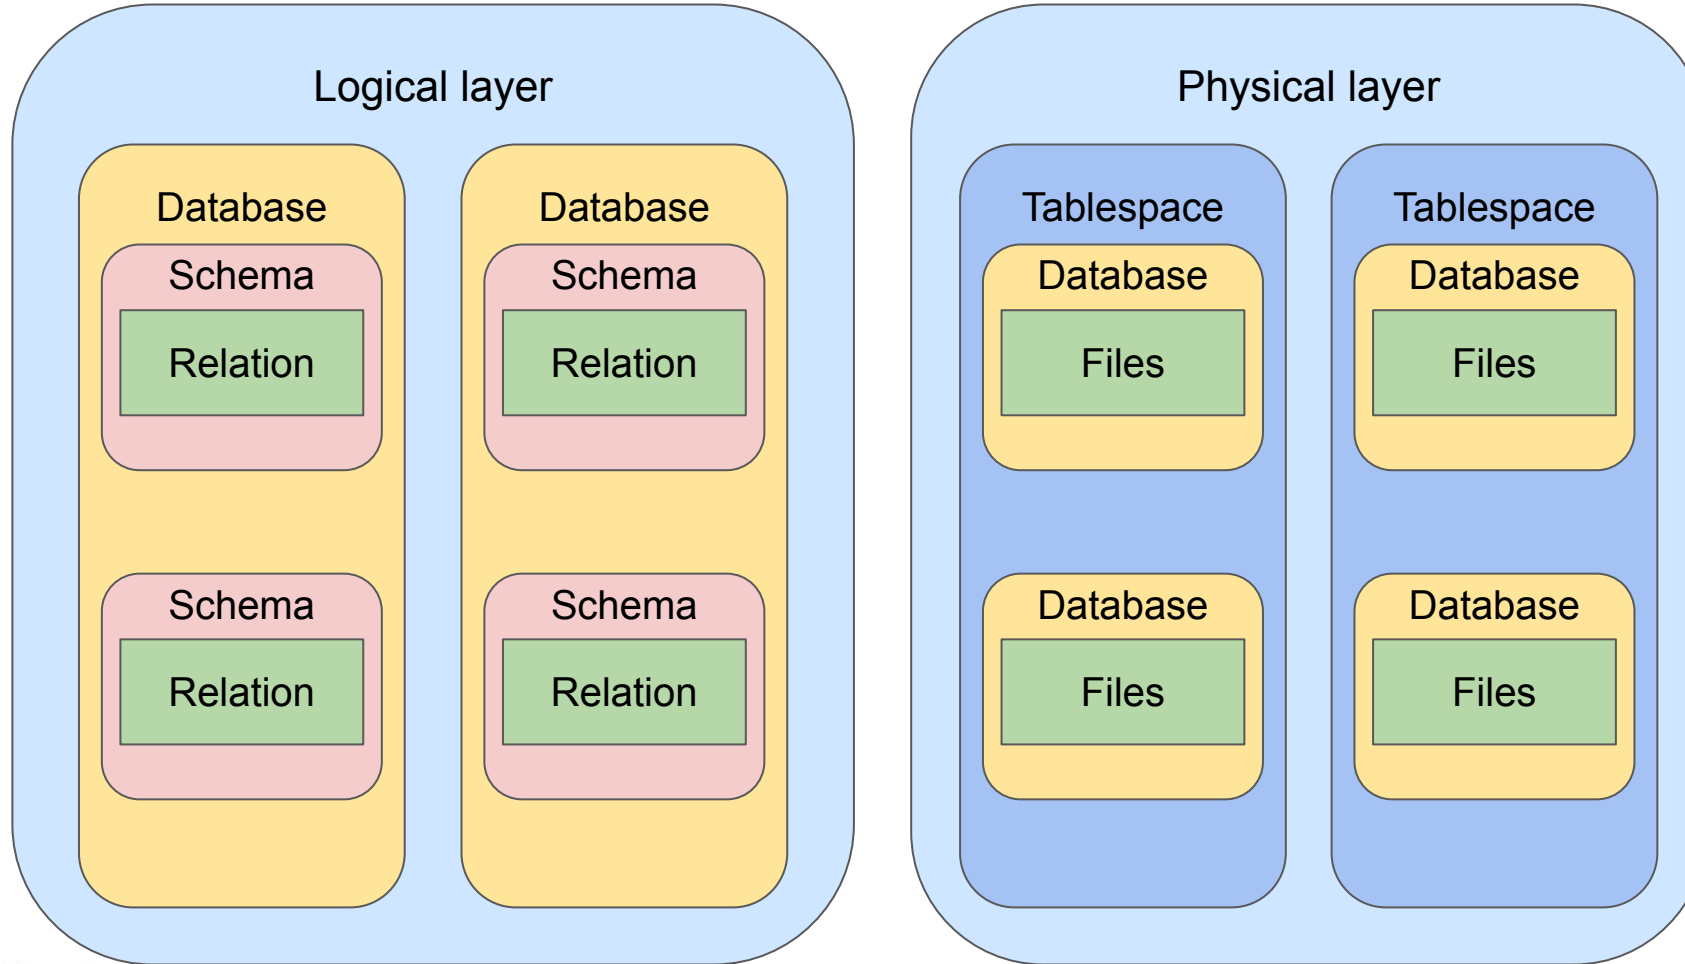 Logical layer
Database
Schema
Relation
Schema
Relation
Database
Schema
Relation
Schema
Relation
Physical layer
Tablespace
Database
Files
Database
Files
Tablespace
Database
Files
Database
Files